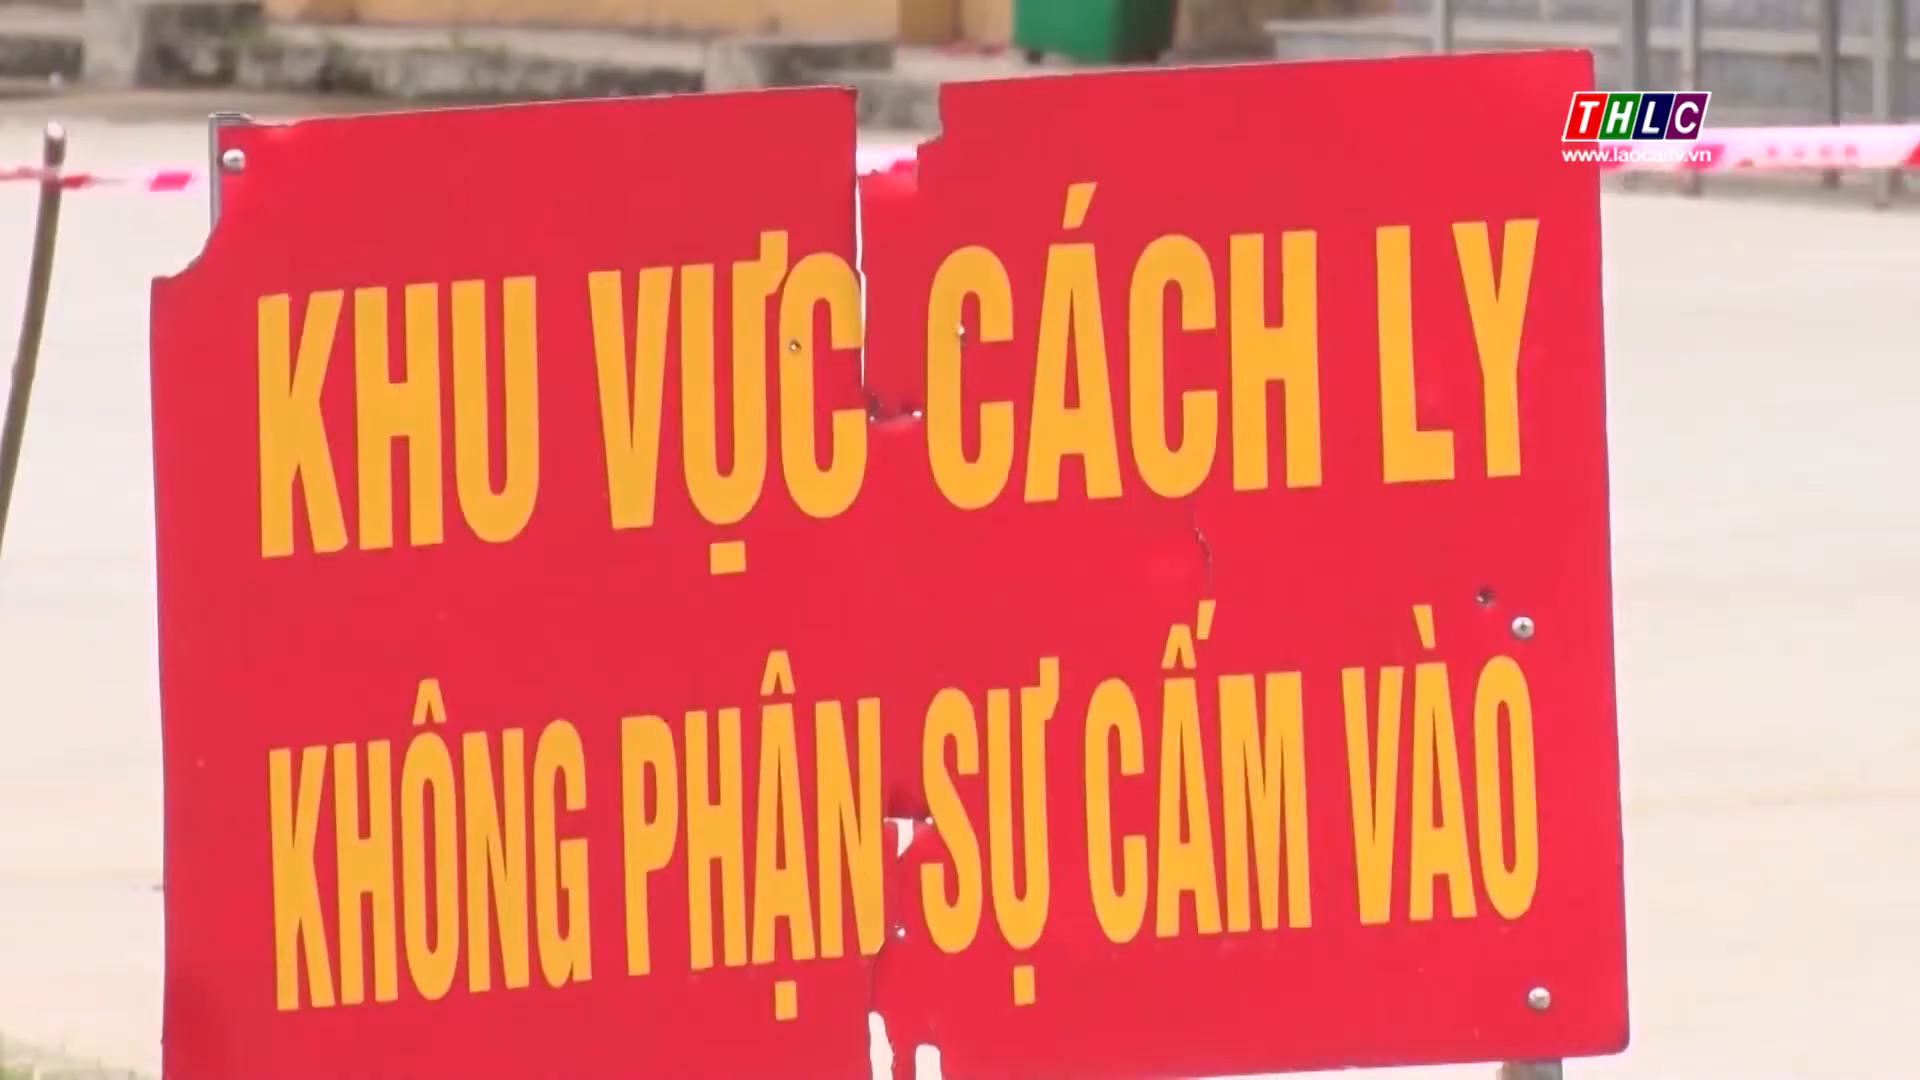 THLC
www.laocaitv.vn
KHU VỰC CÁCH LY
KHÔNG PHẬN SỰ CẤM VÀO